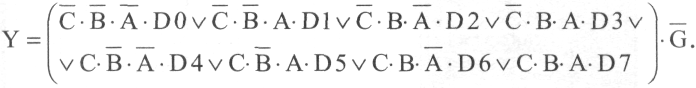 Y = ( C̅·B̅·A̅·D0 ∨ C̅·B̅·A·D1 ∨ C̅·B·A̅·D2 ∨ C̅·B·A·D3 ∨
∨ C·B̅·A̅·D4 ∨ C·B̅·A·D5 ∨ C·B·A̅·D6 ∨ C·B·A·D7 ) · G̅.